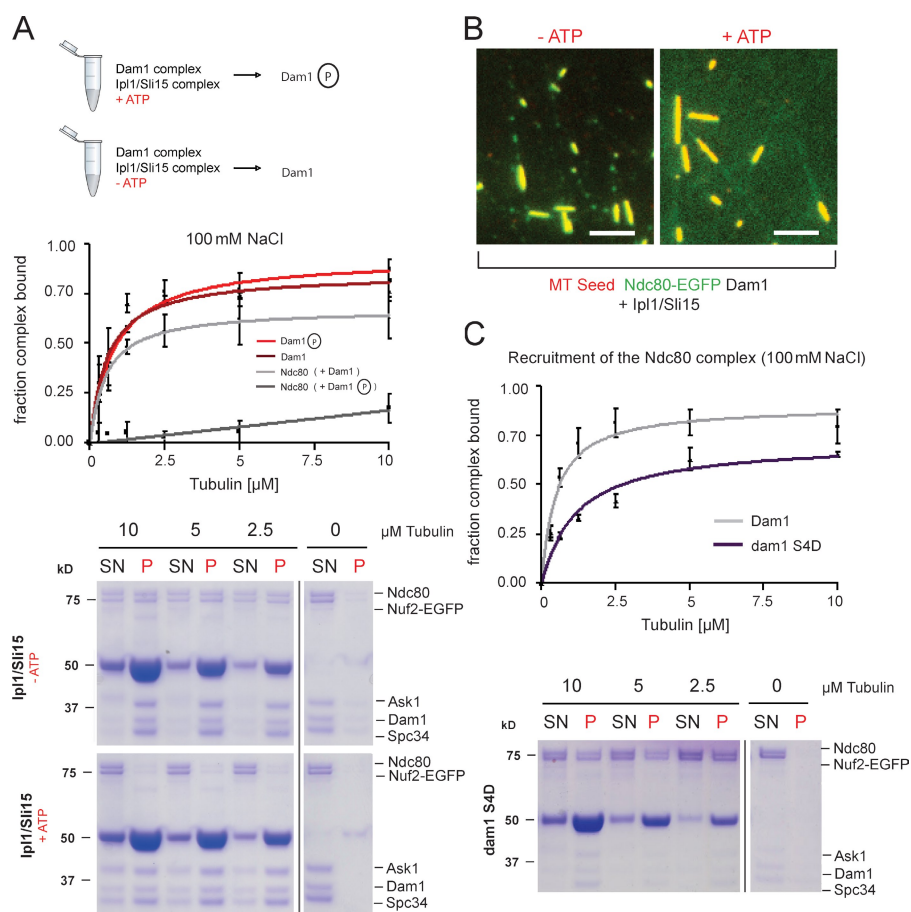 A
Dam1 complex
Ipl1/Sli15 complex
+ ATP
Dam1 P
Dam1 complex
Ipl1/Sli15 complex
- ATP
Dam1
100 mM NaCl
fraction complex bound
1.00
0.70
0.50
0.25
0.00
0 2.5 5 7.5 10
Tubulin [µM]
Dam1 P
Dam1
Ndc80 ( + Dam1 )
Ndc80 ( + Dam1 P )
10 5 2.5 0 µM Tubulin
kD SN P SN P SN P SN P
Ipl1/Sli15
- ATP
75
50
37
Ndc80
Nuf2-EGFP
Ask1
Dam1
Spc34
Ipl1/Sli15
+ ATP
75
50
37
Ndc80
Nuf2-EGFP
Ask1
Dam1
Spc34
B
- ATP + ATP
MT Seed Ndc80-EGFP Dam1
+ Ipl1/Sli15
C
Recruitment of the Ndc80 complex (100 mM NaCl)
fraction complex bound
1.00
0.70
0.50
0.25
0.00
0 2.5 5 7.5 10
Tubulin [µM]
Dam1
dam1 S4D
10 5 2.5 0 µM Tubulin
kD SN P SN P SN P SN P
dam1 S4D
75
50
37
Ndc80
Nuf2-EGFP
Ask1
Dam1
Spc34